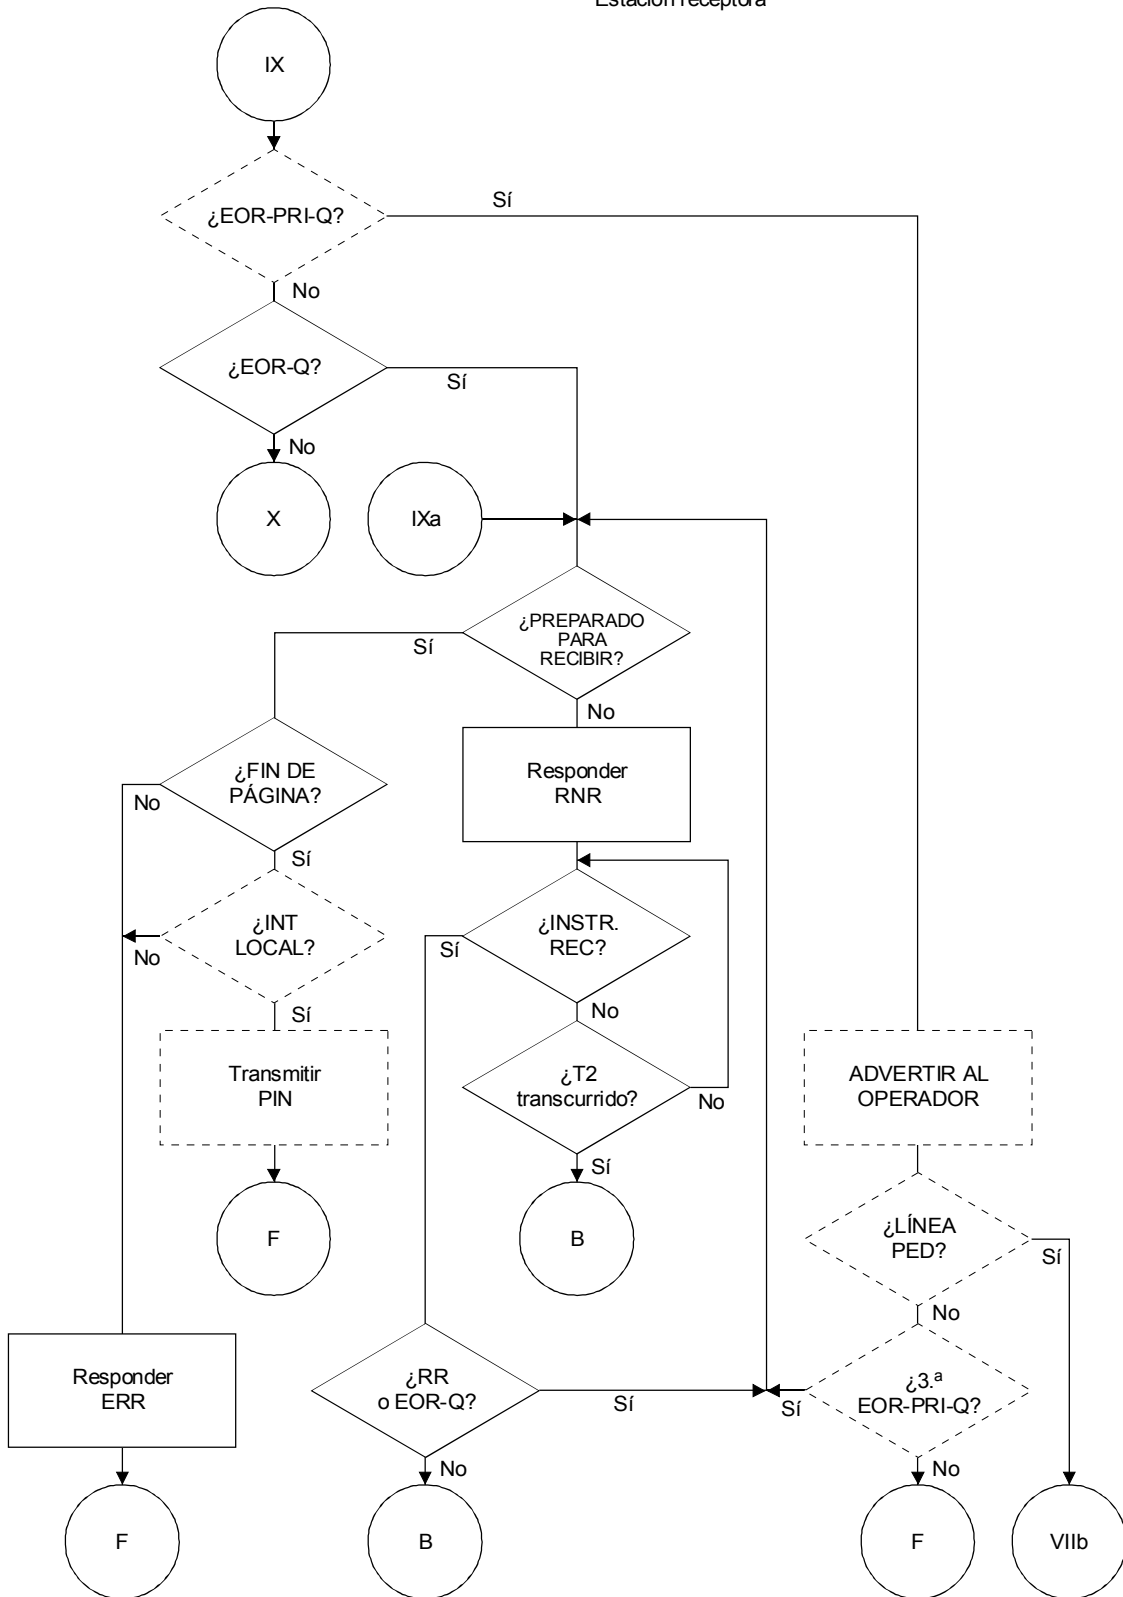 Estación receptora
IX
¿EOR-PRI-Q?
Sí
No
¿EOR-Q?
Sí
No
X
IXa
¿PREPARADO
PARA
RECIBIR?
Sí
No
¿FIN DE
PÁGINA?
No
Sí
Responder
RNR
¿INT
LOCAL?
No
Sí
¿INSTR.
REC?
Sí
No
Transmitir
PIN
¿T2
transcurrido?
No
Sí
ADVERTIR AL
OPERADOR
F
B
¿LÍNEA
PED?
Sí
No
Responder
ERR
¿RR
o EOR-Q?
Sí
No
¿3.ª
EOR-PRI-Q?
Sí
No
F
B
F
VIIb